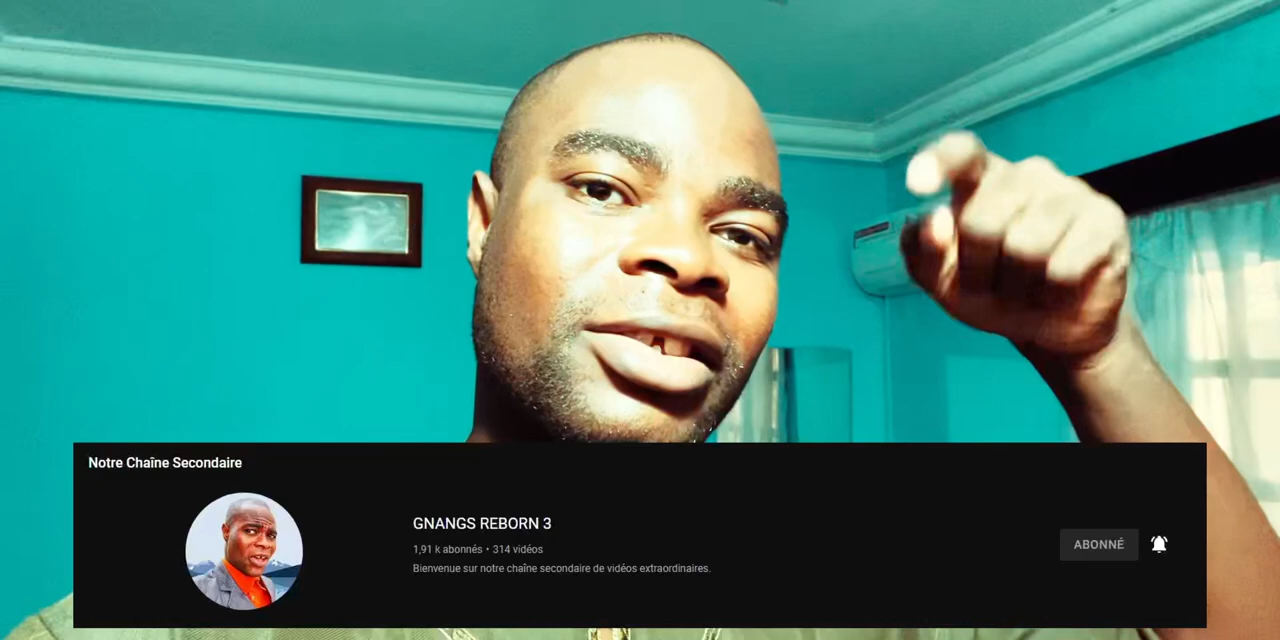 Notre Chaîne Secondaire
GNANGS REBORN 3
1,91 k abonnés • 314 vidéos
Bienvenue sur notre chaîne secondaire de vidéos extraordinaires.
ABONNÉ